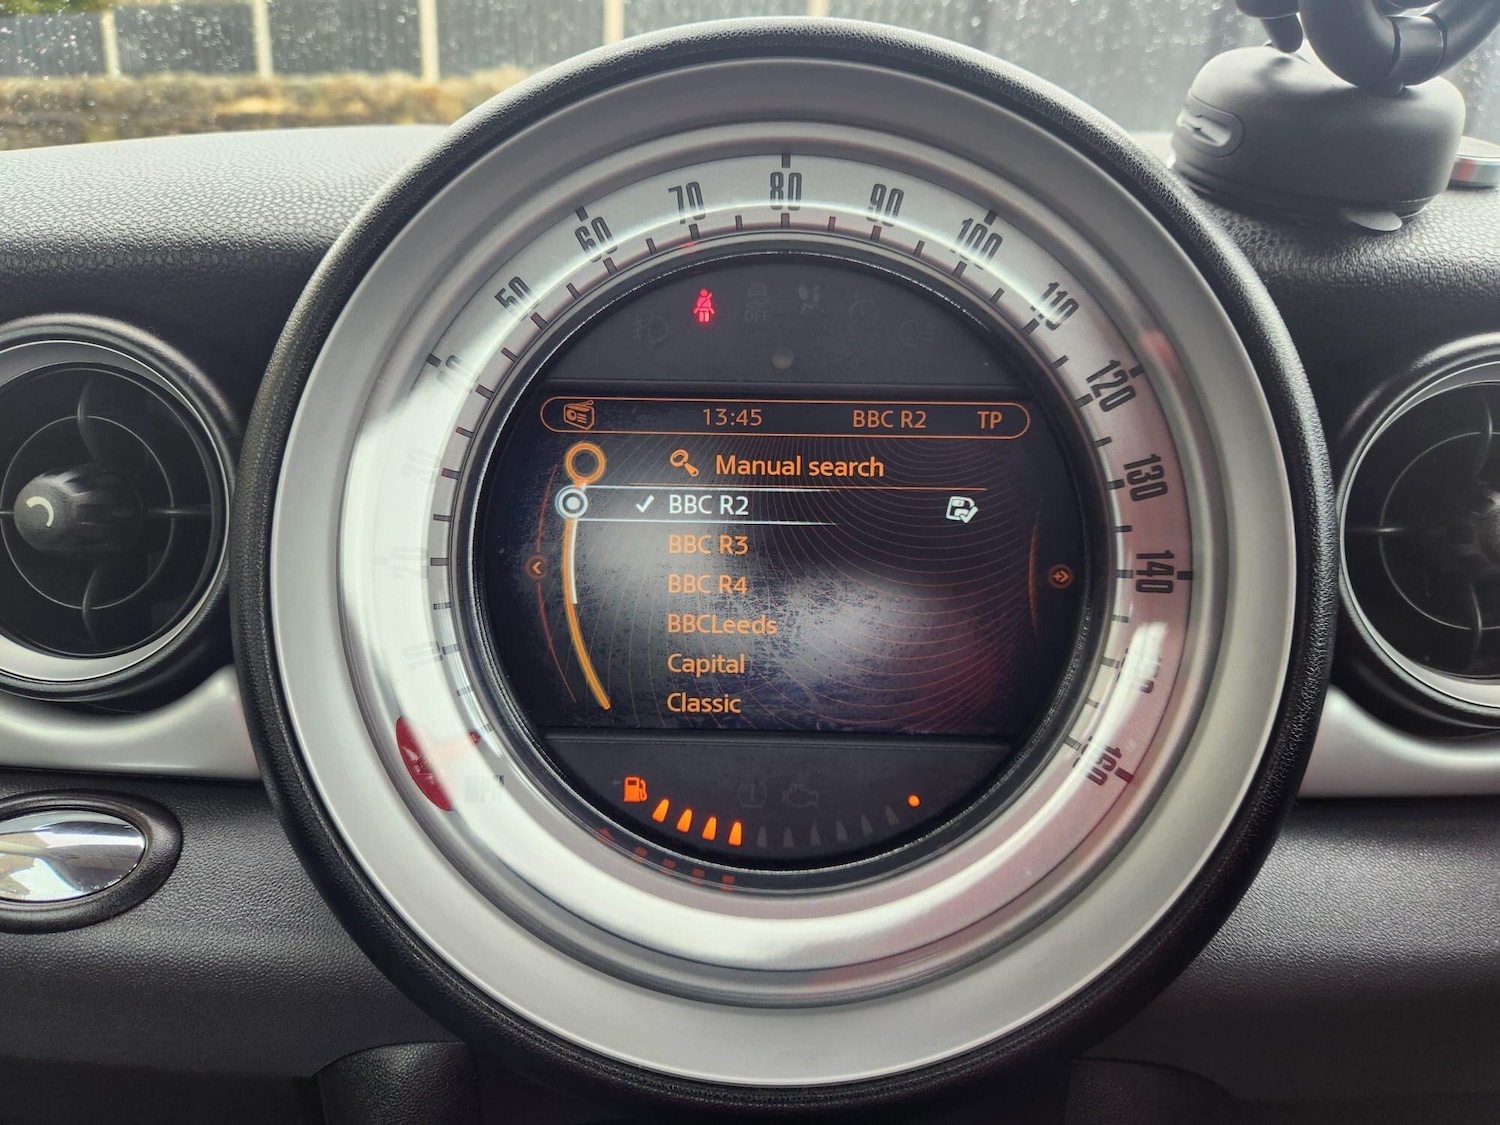 50
60
70
80
90
100
110
120
130
140
160
OFF
13:45 BBC R2 TP
Manual search
BBC R2
BBC R3
BBC R4
BBCLeeds
Capital
Classic